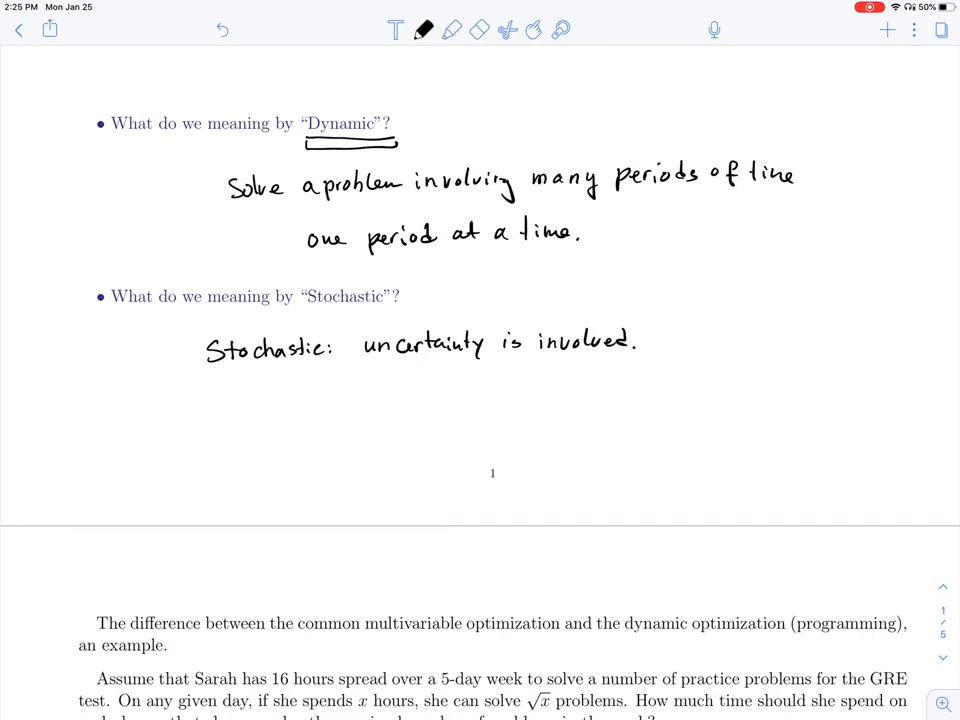 2:25 PM Mon Jan 25
50%
• What do we meaning by “Dynamic”?
Solve a problem involving many periods of time
one period at a time.
• What do we meaning by “Stochastic”?
Stochastic: uncertainty is involved.
1
The difference between the common multivariable optimization and the dynamic optimization (programming),
an example.
1
/
5
Assume that Sarah has 16 hours spread over a 5-day week to solve a number of practice problems for the GRE
test. On any given day, if she spends x hours, she can solve √x problems. How much time should she spend on